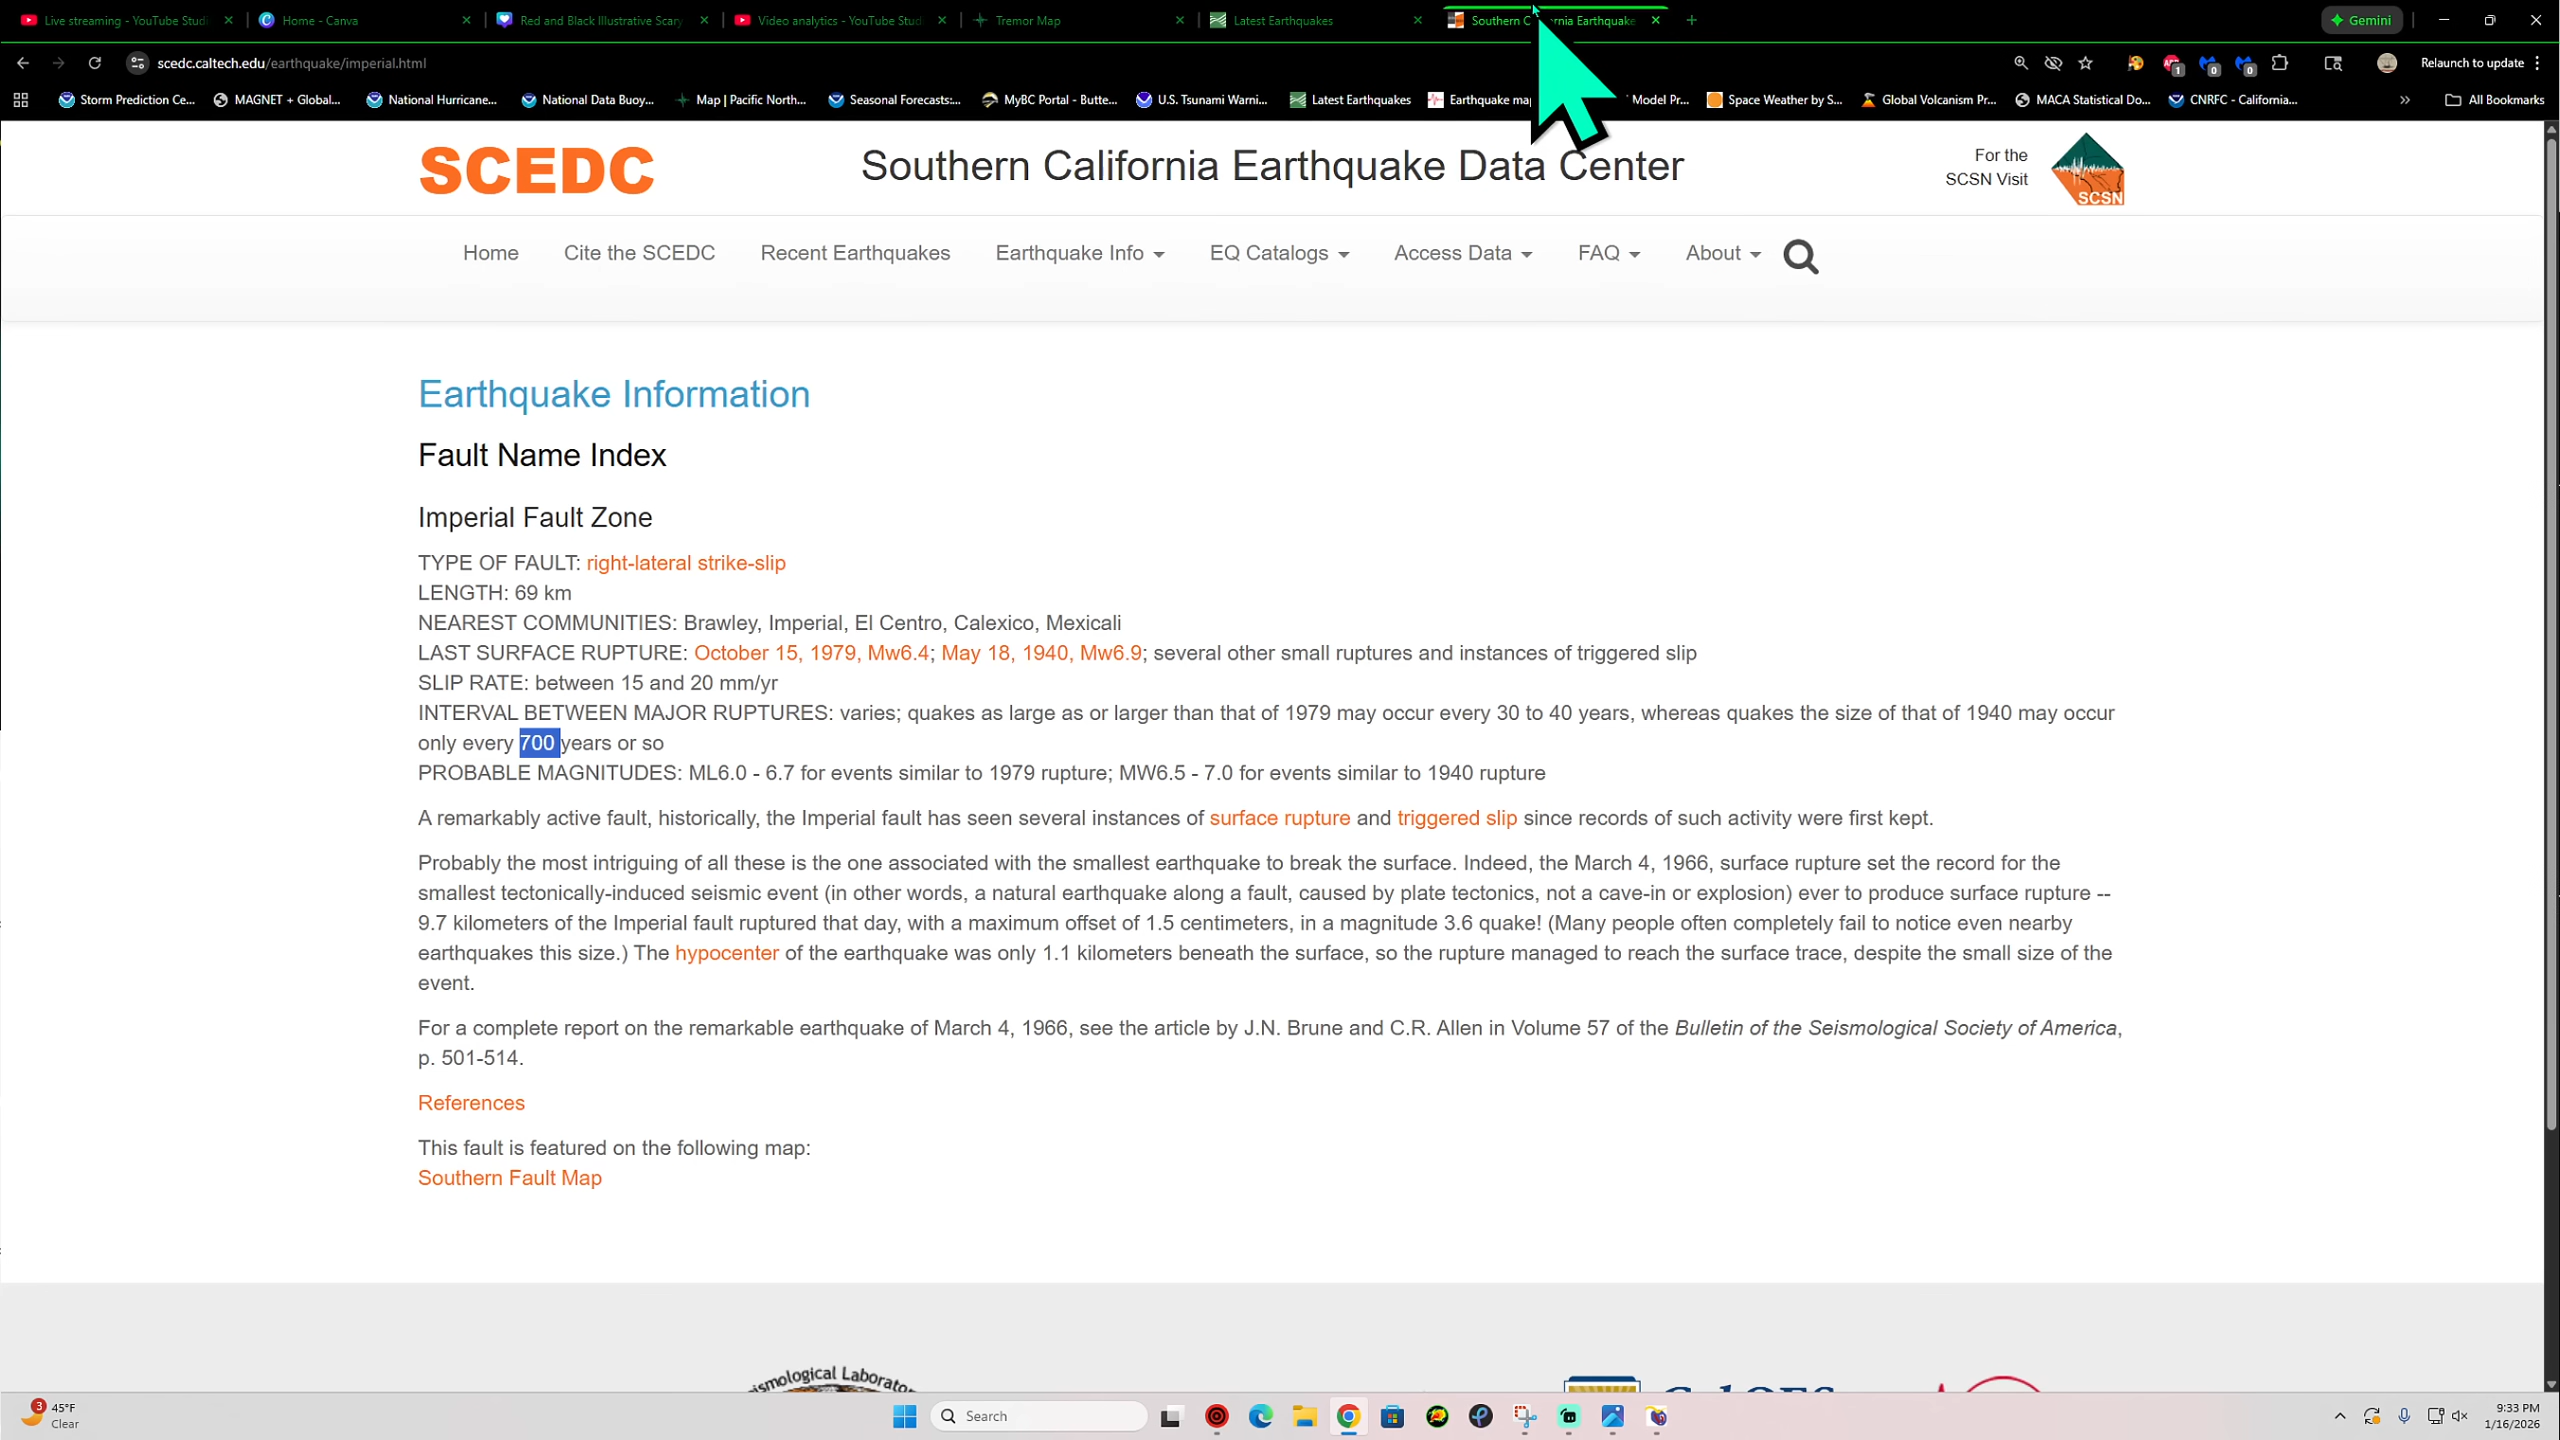 Live streaming - YouTube Studi
Home - Canva
Red and Black Illustrative Scary
Video analytics - YouTube Stud
Tremor Map
Latest Earthquakes
Southern C fornia Earthquake
Gemini
scedc.caltech.edu/earthquake/imperial.html
Relaunch to update
Storm Prediction Ce...
MAGNET + Global...
National Hurricane...
National Data Buoy...
Map | Pacific North...
Seasonal Forecasts:...
MyBC Portal - Butte...
U.S. Tsunami Warni...
Latest Earthquakes
Earthquake map
Model Pr...
Space Weather by S...
Global Volcanism Pr...
MACA Statistical Do...
CNRFC - California...
All Bookmarks
SCEDC
Southern California Earthquake Data Center
For the
SCSN Visit
SCSN
Home
Cite the SCEDC
Recent Earthquakes
Earthquake Info
EQ Catalogs
Access Data
FAQ
About
Earthquake Information
Fault Name Index
Imperial Fault Zone
TYPE OF FAULT: right-lateral strike-slip
LENGTH: 69 km
NEAREST COMMUNITIES: Brawley, Imperial, El Centro, Calexico, Mexicali
LAST SURFACE RUPTURE: October 15, 1979, Mw6.4; May 18, 1940, Mw6.9; several other small ruptures and instances of triggered slip
SLIP RATE: between 15 and 20 mm/yr
INTERVAL BETWEEN MAJOR RUPTURES: varies; quakes as large as or larger than that of 1979 may occur every 30 to 40 years, whereas quakes the size of that of 1940 may occur
only every 700 years or so
PROBABLE MAGNITUDES: ML6.0 - 6.7 for events similar to 1979 rupture; MW6.5 - 7.0 for events similar to 1940 rupture
A remarkably active fault, historically, the Imperial fault has seen several instances of surface rupture and triggered slip since records of such activity were first kept.
Probably the most intriguing of all these is the one associated with the smallest earthquake to break the surface. Indeed, the March 4, 1966, surface rupture set the record for the
smallest tectonically-induced seismic event (in other words, a natural earthquake along a fault, caused by plate tectonics, not a cave-in or explosion) ever to produce surface rupture --
9.7 kilometers of the Imperial fault ruptured that day, with a maximum offset of 1.5 centimeters, in a magnitude 3.6 quake! (Many people often completely fail to notice even nearby
earthquakes this size.) The hypocenter of the earthquake was only 1.1 kilometers beneath the surface, so the rupture managed to reach the surface trace, despite the small size of the
event.
For a complete report on the remarkable earthquake of March 4, 1966, see the article by J.N. Brune and C.R. Allen in Volume 57 of the Bulletin of the Seismological Society of America,
p. 501-514.
References
This fault is featured on the following map:
Southern Fault Map
3
45°F
Clear
Search
9:33 PM
1/16/2026